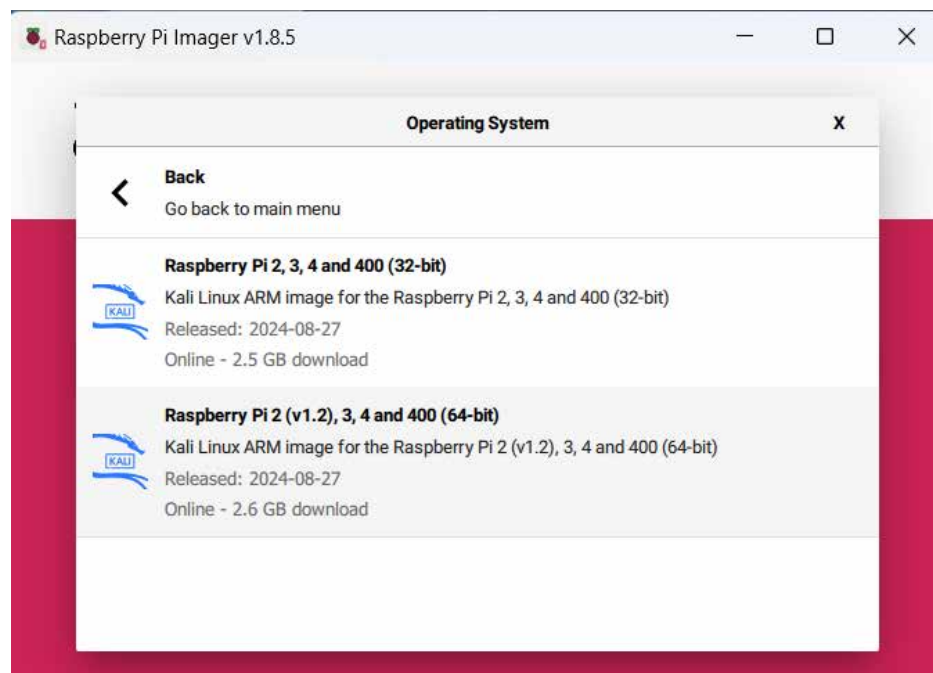 Raspberry Pi Imager v1.8.5
Operating System
X
Back
Go back to main menu
Raspberry Pi 2, 3, 4 and 400 (32-bit)
KALI
Kali Linux ARM image for the Raspberry Pi 2, 3, 4 and 400 (32-bit)
Released: 2024-08-27
Online - 2.5 GB download
Raspberry Pi 2 (v1.2), 3, 4 and 400 (64-bit)
KALI
Kali Linux ARM image for the Raspberry Pi 2 (v1.2), 3, 4 and 400 (64-bit)
Released: 2024-08-27
Online - 2.6 GB download